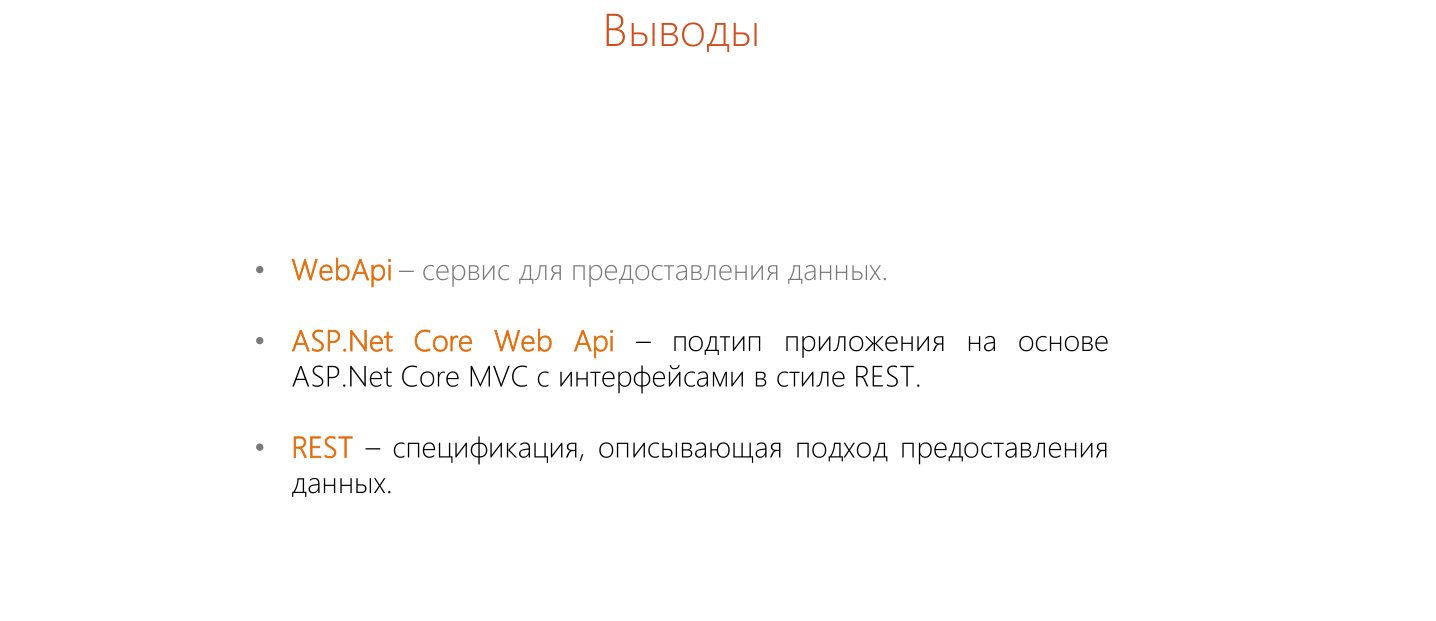 Выводы
• WebApi – сервис для предоставления данных.
• ASP.Net Core Web Api – подтип приложения на основе
ASP.Net Core MVC с интерфейсами в стиле REST.
• REST – спецификация, описывающая подход предоставления
данных.